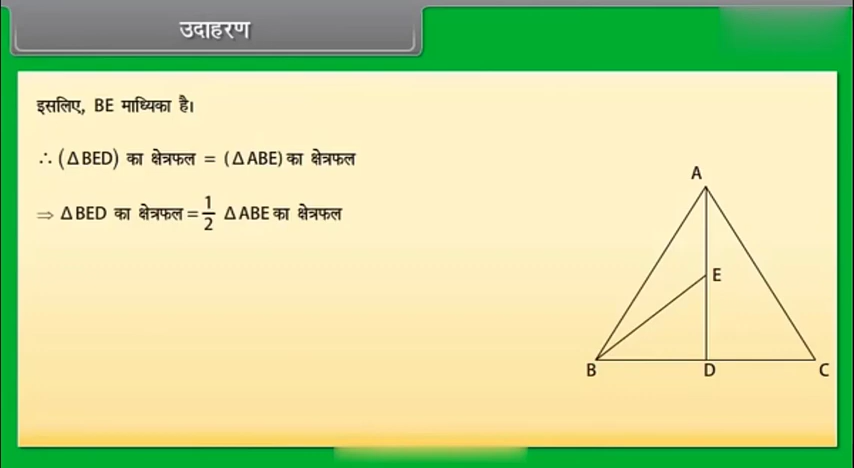 उदाहरण
इसलिए, BE माध्यिका है।
∴ (ΔBED) का क्षेत्रफल = (ΔABE) का क्षेत्रफल
⇒ ΔBED का क्षेत्रफल = 1/2 ΔABE का क्षेत्रफल
A
E
B D C